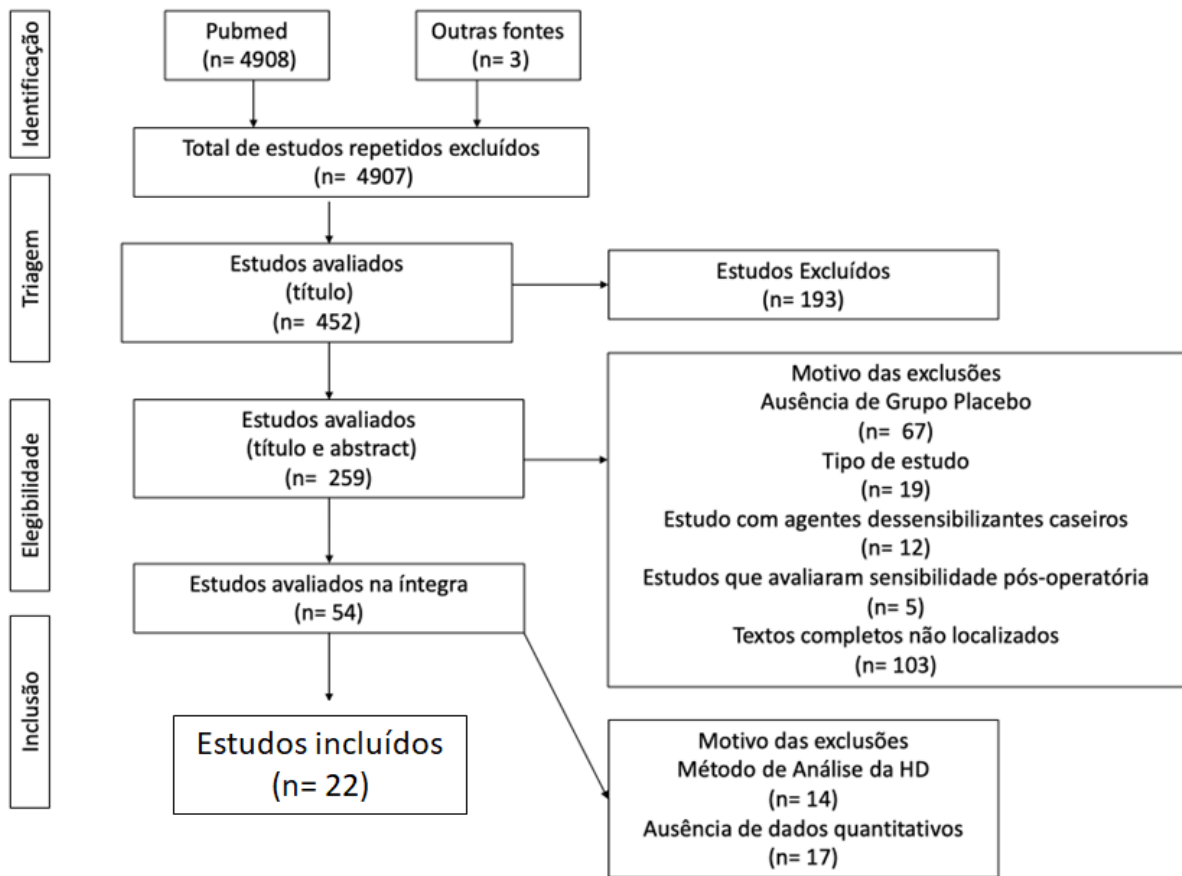 Identificação
Pubmed
(n= 4908)
Outras fontes
(n= 3)
Total de estudos repetidos excluídos
(n= 4907)
Triagem
Estudos avaliados
(título)
(n= 452)
Estudos Excluídos
(n= 193)
Elegibilidade
Estudos avaliados
(título e abstract)
(n= 259)
Motivo das exclusões
Ausência de Grupo Placebo
(n= 67)
Tipo de estudo
(n= 19)
Estudo com agentes dessensibilizantes caseiros
(n= 12)
Estudos que avaliaram sensibilidade pós-operatória
(n= 5)
Textos completos não localizados
(n= 103)
Estudos avaliados na íntegra
(n= 54)
Inclusão
Estudos incluídos
(n= 22)
Motivo das exclusões
Método de Análise da HD
(n= 14)
Ausência de dados quantitativos
(n= 17)